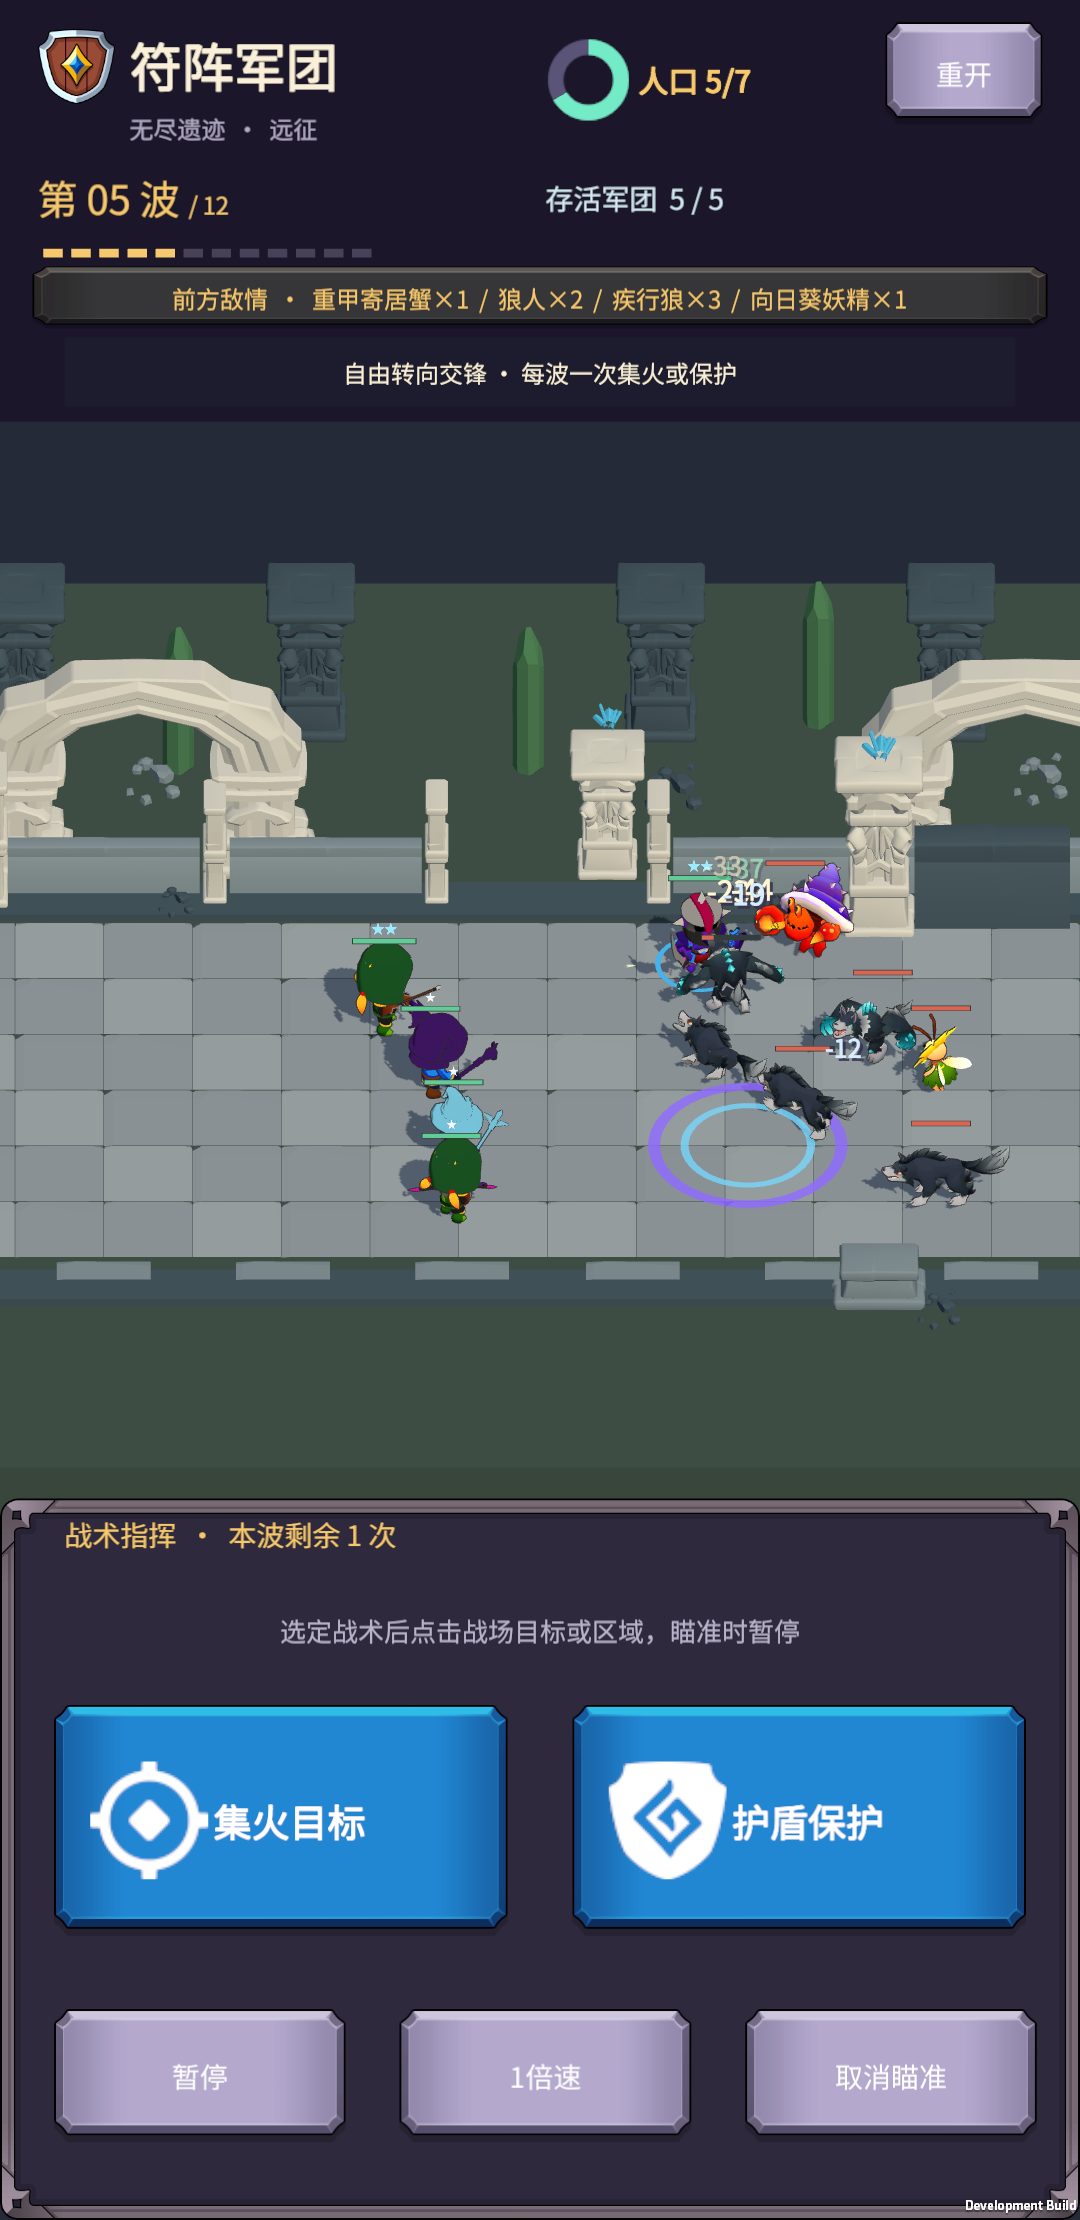 符阵军团
无尽遗迹 · 远征
人口 5/7
重开
第 05 波 / 12
存活军团 5 / 5
前方敌情 · 重甲寄居蟹×1 / 狼人×2 / 疾行狼×3 / 向日葵妖精×1
自由转向交锋 · 每波一次集火或保护
-19
-12
战术指挥 · 本波剩余 1 次
选定战术后点击战场目标或区域，瞄准时暂停
集火目标
护盾保护
暂停
1倍速
取消瞄准
Development Build